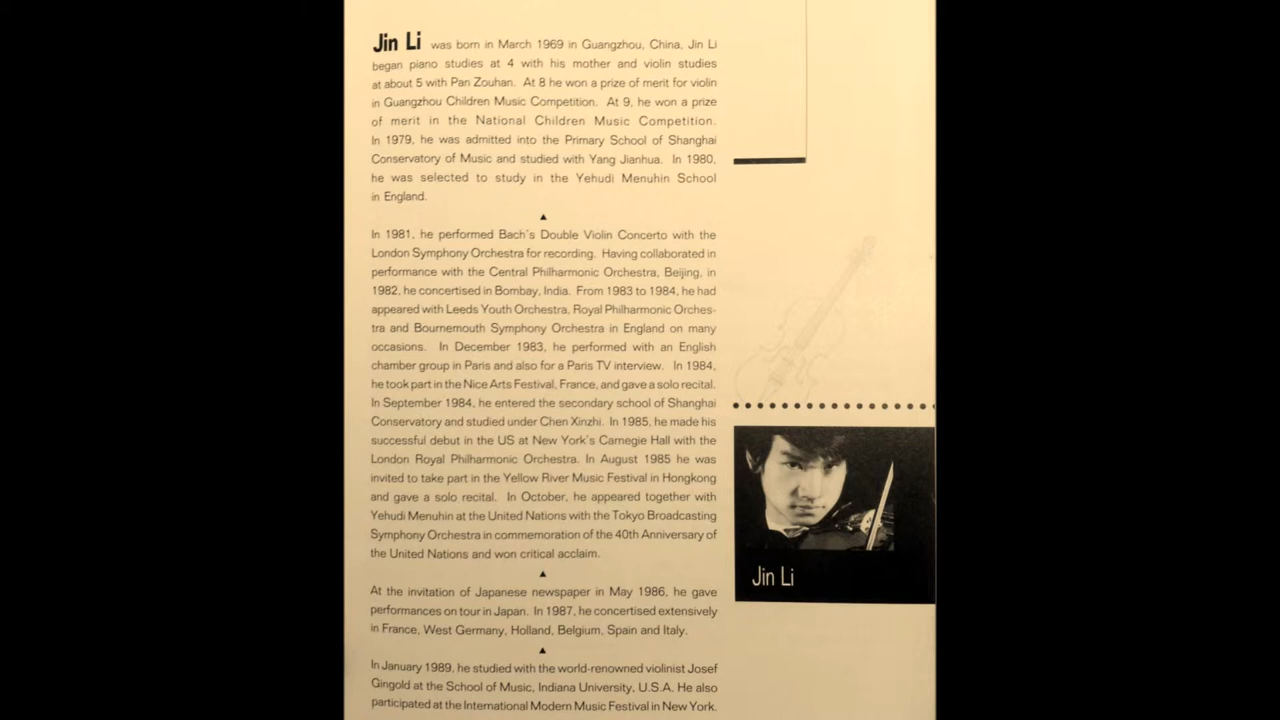 Jin Li was born in March 1969 in Guangzhou, China, Jin Li
began piano studies at 4 with his mother and violin studies
at about 5 with Pan Zouhan. At 8 he won a prize of merit for violin
in Guangzhou Children Music Competition. At 9, he won a prize
of merit in the National Children Music Competition.
In 1979, he was admitted into the Primary School of Shanghai
Conservatory of Music and studied with Yang Jianhua. In 1980,
he was selected to study in the Yehudi Menuhin School
in England.
In 1981, he performed Bach's Double Violin Concerto with the
London Symphony Orchestra for recording. Having collaborated in
performance with the Central Philharmonic Orchestra, Beijing, in
1982, he concertised in Bombay, India. From 1983 to 1984, he had
appeared with Leeds Youth Orchestra, Royal Philharmonic Orches-
tra and Bournemouth Symphony Orchestra in England on many
occasions. In December 1983, he performed with an English
chamber group in Paris and also for a Paris TV interview. In 1984,
he took part in the Nice Arts Festival, France, and gave a solo recital.
In September 1984, he entered the secondary school of Shanghai
Conservatory and studied under Chen Xinzhi. In 1985, he made his
successful debut in the US at New York's Carnegie Hall with the
London Royal Philharmonic Orchestra. In August 1985 he was
invited to take part in the Yellow River Music Festival in Hongkong
and gave a solo recital. In October, he appeared together with
Yehudi Menuhin at the United Nations with the Tokyo Broadcasting
Symphony Orchestra in commemoration of the 40th Anniversary of
the United Nations and won critical acclaim.
At the invitation of Japanese newspaper in May 1986, he gave
performances on tour in Japan. In 1987, he concertised extensively
in France, West Germany, Holland, Belgium, Spain and Italy.
In January 1989, he studied with the world-renowned violinist Josef
Gingold at the School of Music, Indiana University, U.S.A. He also
participated at the International Modern Music Festival in New York.
Jin Li